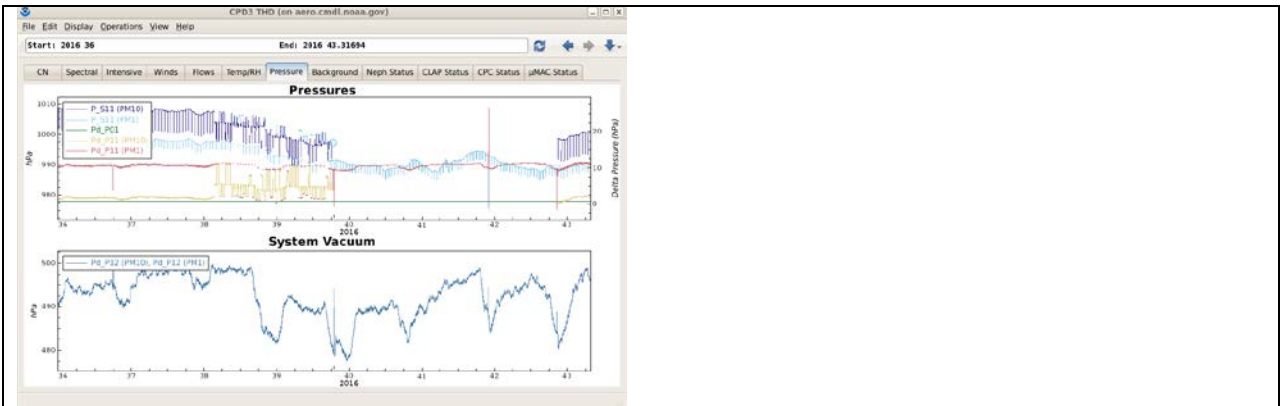 CPD3 THD (on aero.cmdl.noaa.gov)
File Edit Display Operations View Help
Start: 2016 36 End: 2016 43.31694
CN Spectral Intensive Winds Flows Temp/RH Pressure Background Neph Status CLAP Status CPC Status µMAC Status
Pressures
P_S11 (PM10)
P_S11 (PM1)
Pd_P01
Pd_P11 (PM10)
Pd_P11 (PM1)
1010
1000
990
980
hPa
20
10
0
Delta Pressure (hPa)
36 37 38 39 40 41 42 43
2016
System Vacuum
Pd_P12 (PM10), Pd_P12 (PM1)
500
490
480
hPa
36 37 38 39 40 41 42 43
2016